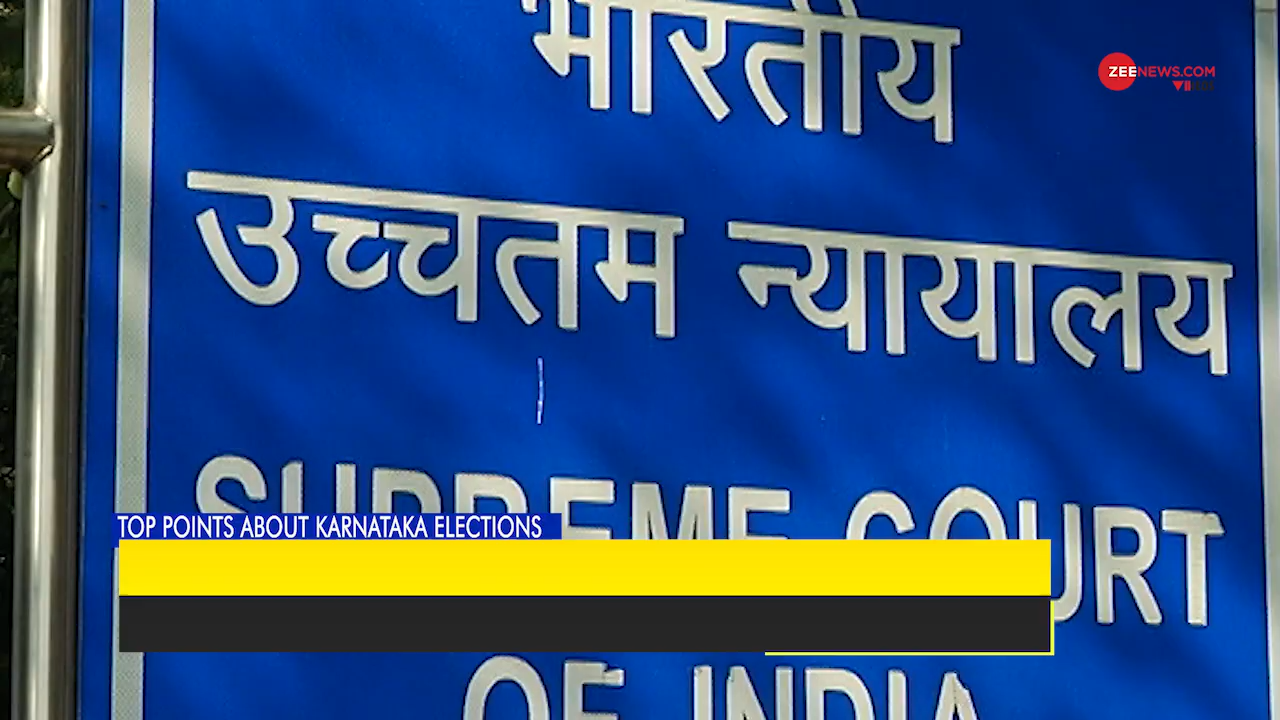 भारतीय
ZEENEWS.COM
उच्चतम न्यायालय
SUPREME COURT
TOP POINTS ABOUT KARNATAKA ELECTIONS
OF INDIA